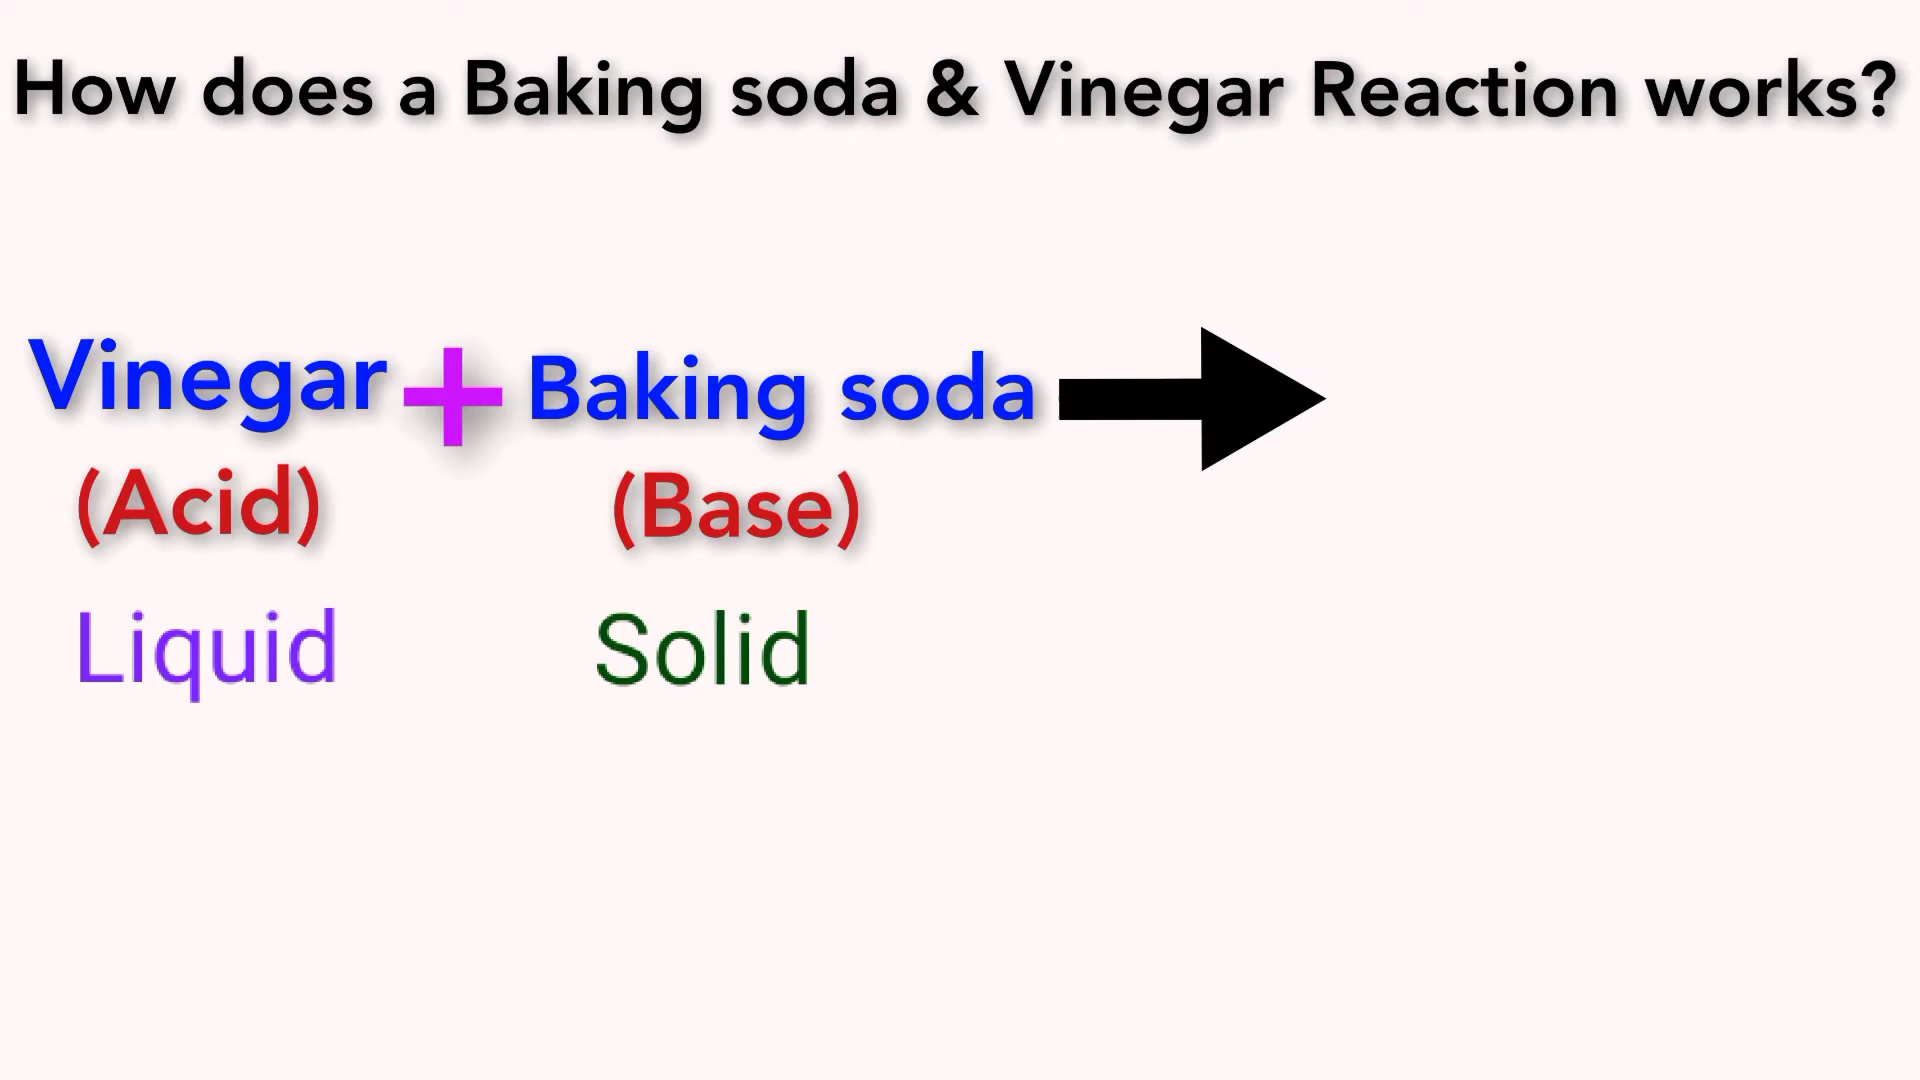 How does a Baking soda & Vinegar Reaction works?
Vinegar + Baking soda
(Acid) (Base)
Liquid Solid